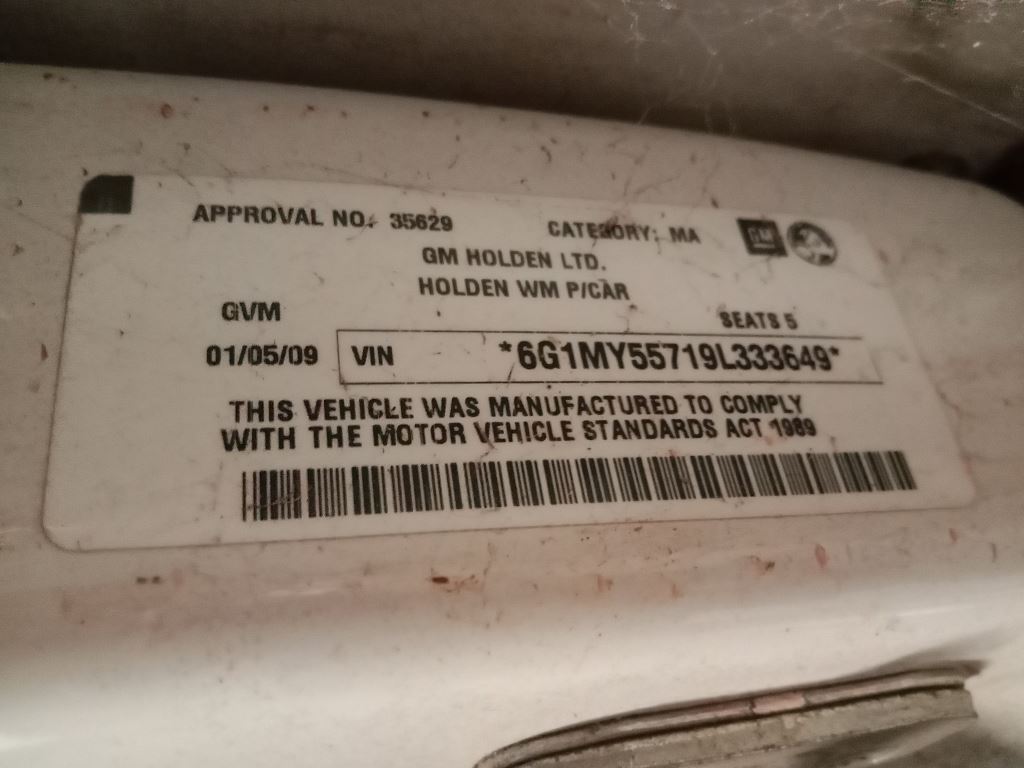 APPROVAL NO. 35629 CATEGORY: MA GM
GM HOLDEN LTD.
HOLDEN WM P/CAR
GVM SEATS 5
01/05/09 VIN *6G1MY55719L333649*
THIS VEHICLE WAS MANUFACTURED TO COMPLY
WITH THE MOTOR VEHICLE STANDARDS ACT 1989